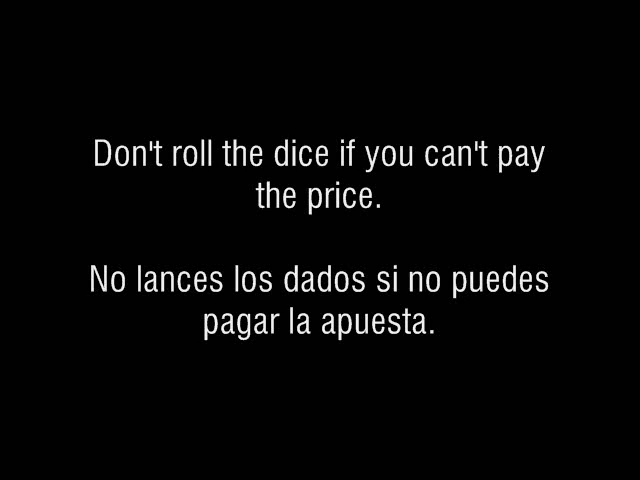 Don't roll the dice if you can't pay
the price.
No lances los dados si no puedes
pagar la apuesta.